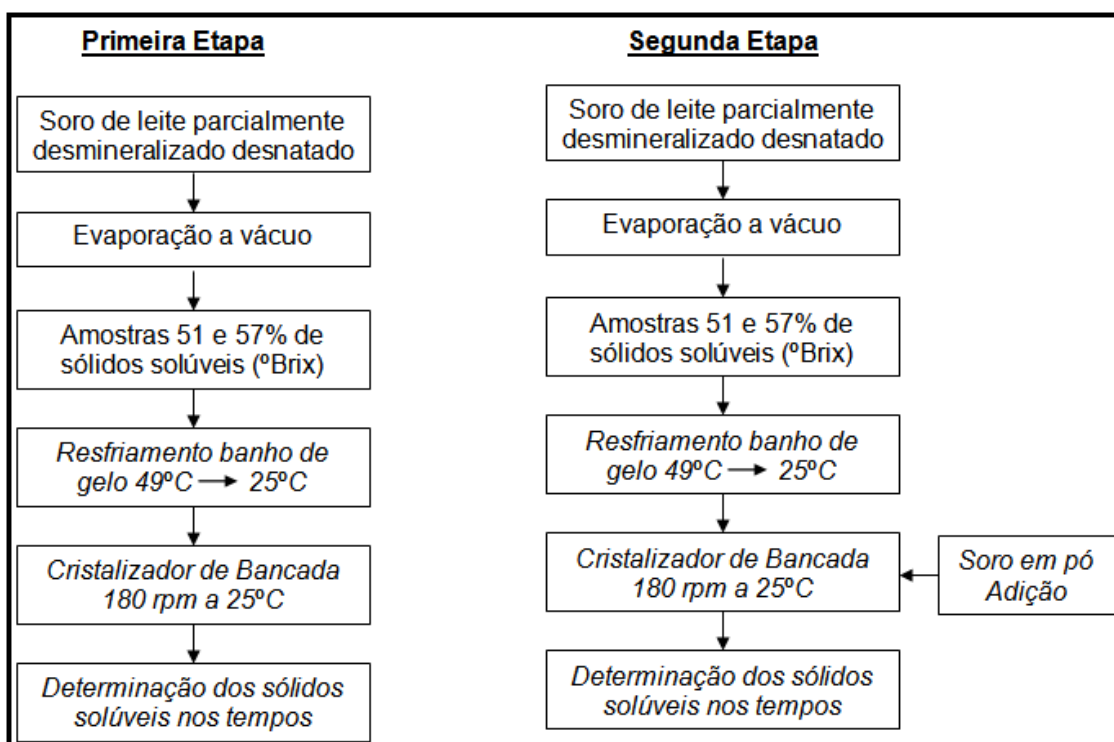 Primeira Etapa
Soro de leite parcialmente
desmineralizado desnatado
Evaporação a vácuo
Amostras 51 e 57% de
sólidos solúveis (ºBrix)
Resfriamento banho de
gelo 49ºC → 25ºC
Cristalizador de Bancada
180 rpm a 25ºC
Determinação dos sólidos
solúveis nos tempos
Segunda Etapa
Soro de leite parcialmente
desmineralizado desnatado
Evaporação a vácuo
Amostras 51 e 57% de
sólidos solúveis (ºBrix)
Resfriamento banho de
gelo 49ºC → 25ºC
Cristalizador de Bancada
180 rpm a 25ºC
Soro em pó
Adição
Determinação dos sólidos
solúveis nos tempos